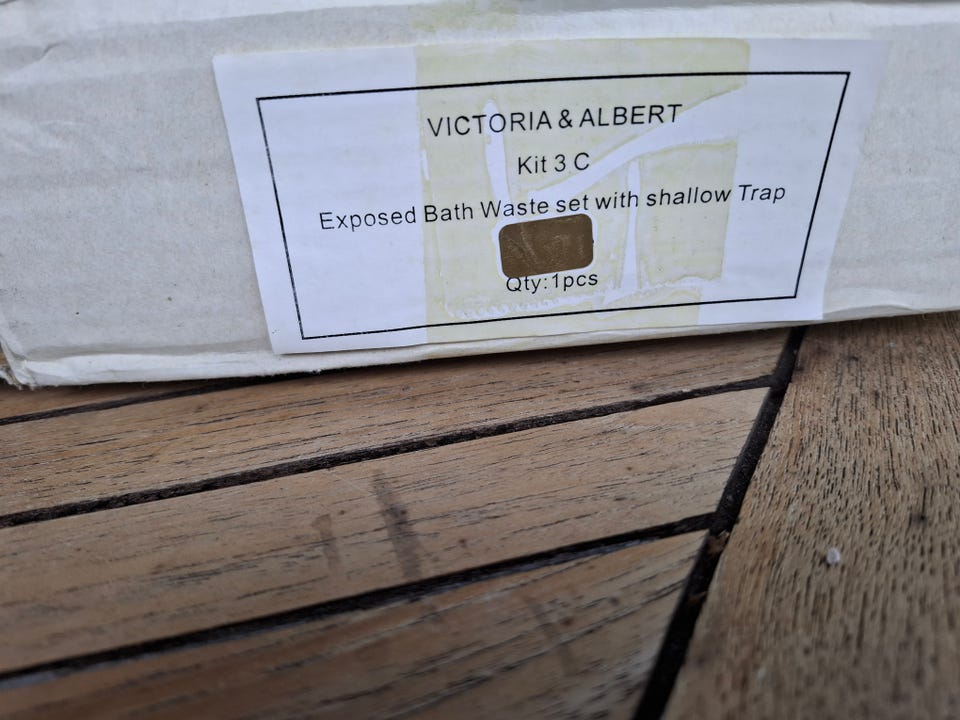 VICTORIA & ALBERT
Kit 3 C
Exposed Bath Waste set with shallow Trap
Qty:1pcs